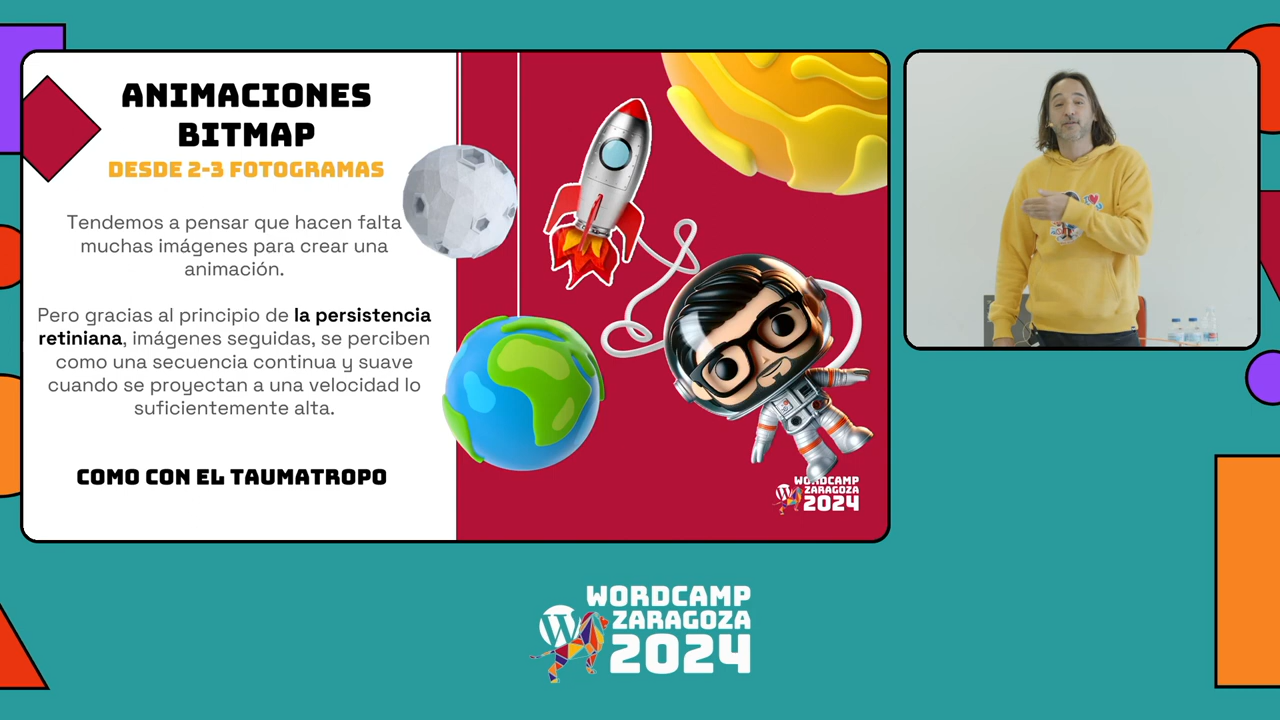 ANIMACIONES
BITMAP
DESDE 2-3 FOTOGRAMAS
Tendemos a pensar que hacen falta
muchas imágenes para crear una
animación.
Pero gracias al principio de la persistencia
retiniana, imágenes seguidas, se perciben
como una secuencia continua y suave
cuando se proyectan a una velocidad lo
suficientemente alta.
COMO CON EL TAUMATROPO
WORDCAMP
ZARAGOZA
2024
WORDCAMP
ZARAGOZA
2024